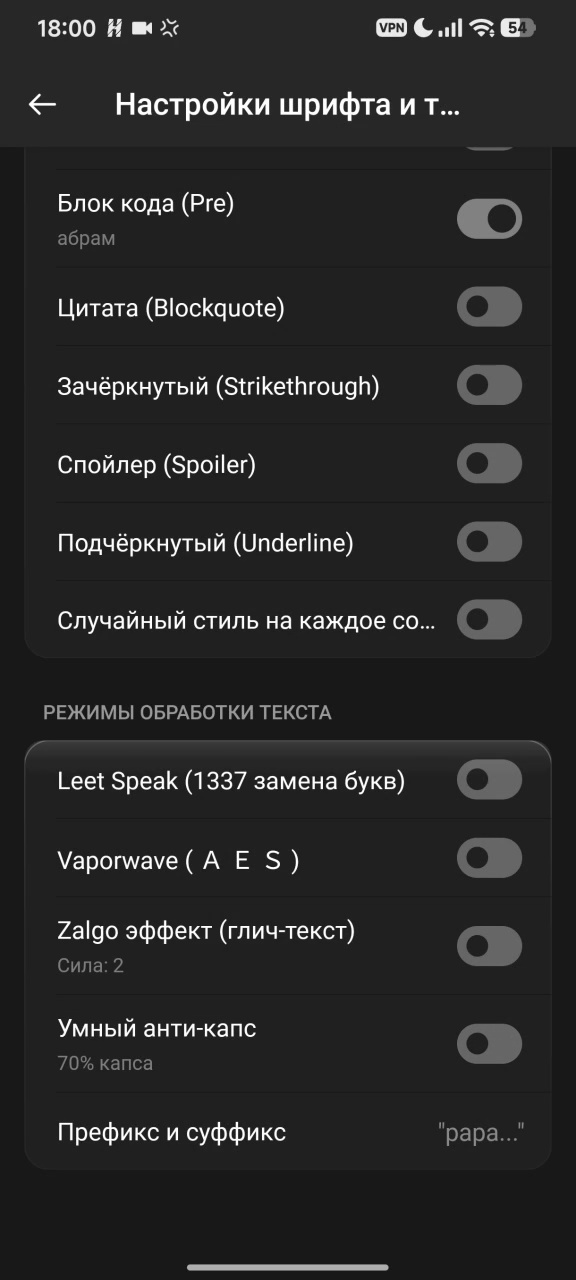 18:00 VPN 54
Настройки шрифта и т...
Блок кода (Pre)
абрам
Цитата (Blockquote)
Зачёркнутый (Strikethrough)
Спойлер (Spoiler)
Подчёркнутый (Underline)
Случайный стиль на каждое со...
РЕЖИМЫ ОБРАБОТКИ ТЕКСТА
Leet Speak (1337 замена букв)
Vaporwave (Ａ Ｅ Ｓ)
Zalgo эффект (глич-текст)
Сила: 2
Умный анти-капс
70% капса
Префикс и суффикс "рара..."